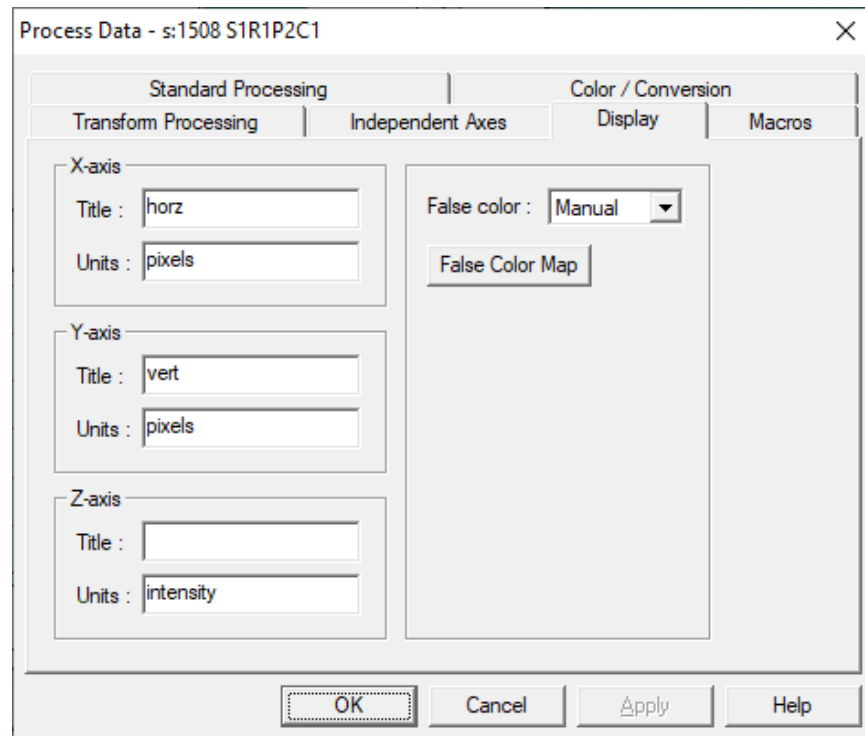 Process Data - s:1508 S1R1P2C1
Standard Processing
Color / Conversion
Transform Processing
Independent Axes
Display
Macros
X-axis
Title :
horz
Units :
pixels
Y-axis
Title :
vert
Units :
pixels
Z-axis
Title :
Units :
intensity
False color :
Manual
False Color Map
OK
Cancel
Apply
Help